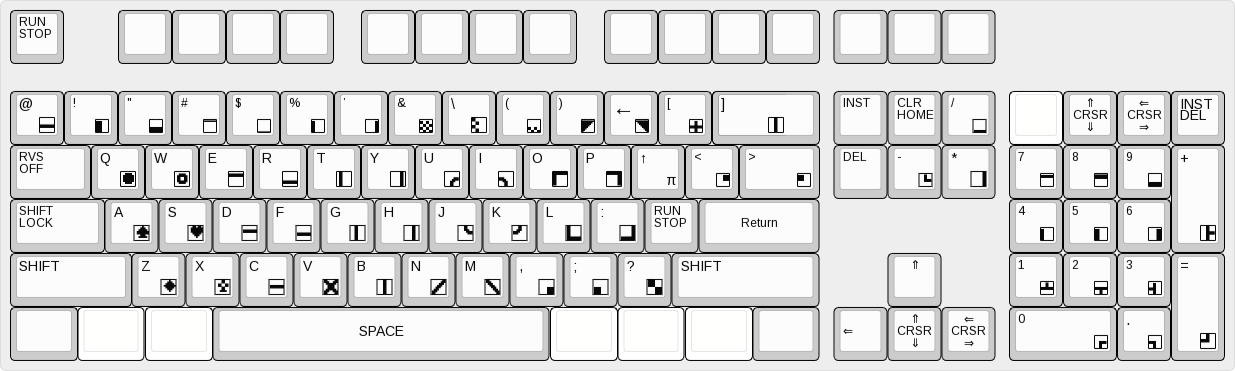 RUN
STOP
@
!
"
#
$
%
'
&
\
(
)
←
[
]
INST
CLR
HOME
/
⇑
CRSR
⇓
⇐
CRSR
⇒
INST
DEL
RVS
OFF
Q
W
E
R
T
Y
U
I
O
P
↑
π
<
>
DEL
-
*
7
8
9
+
SHIFT
LOCK
A
S
D
F
G
H
J
K
L
:
RUN
STOP
Return
4
5
6
SHIFT
Z
X
C
V
B
N
M
,
;
?
SHIFT
⇑
1
2
3
=
SPACE
⇐
⇑
CRSR
⇓
⇐
CRSR
⇒
0
.